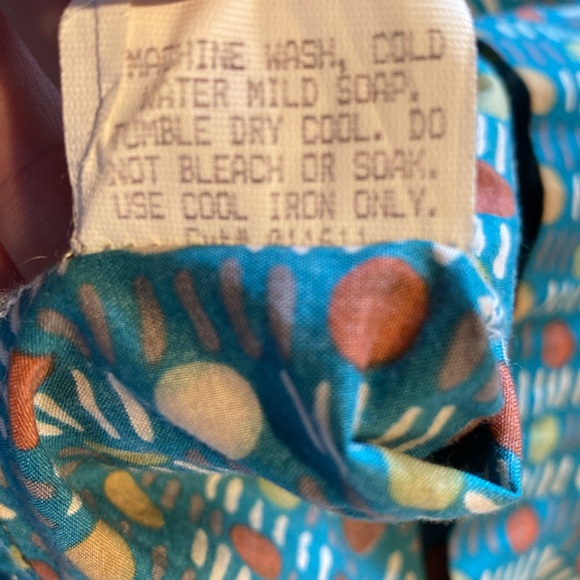 MACHINE WASH, COLD
WATER MILD SOAP.
TUMBLE DRY COOL. DO
NOT BLEACH OR SOAK.
USE COOL IRON ONLY.